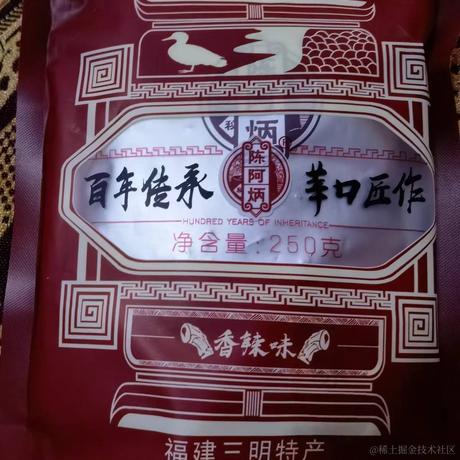 炳
百年传承 陈阿炳 莘口匠作
HUNDRED YEARS OF INHERITANCE
净含量:250克
香辣味
福建三明特产
@稀土掘金技术社区